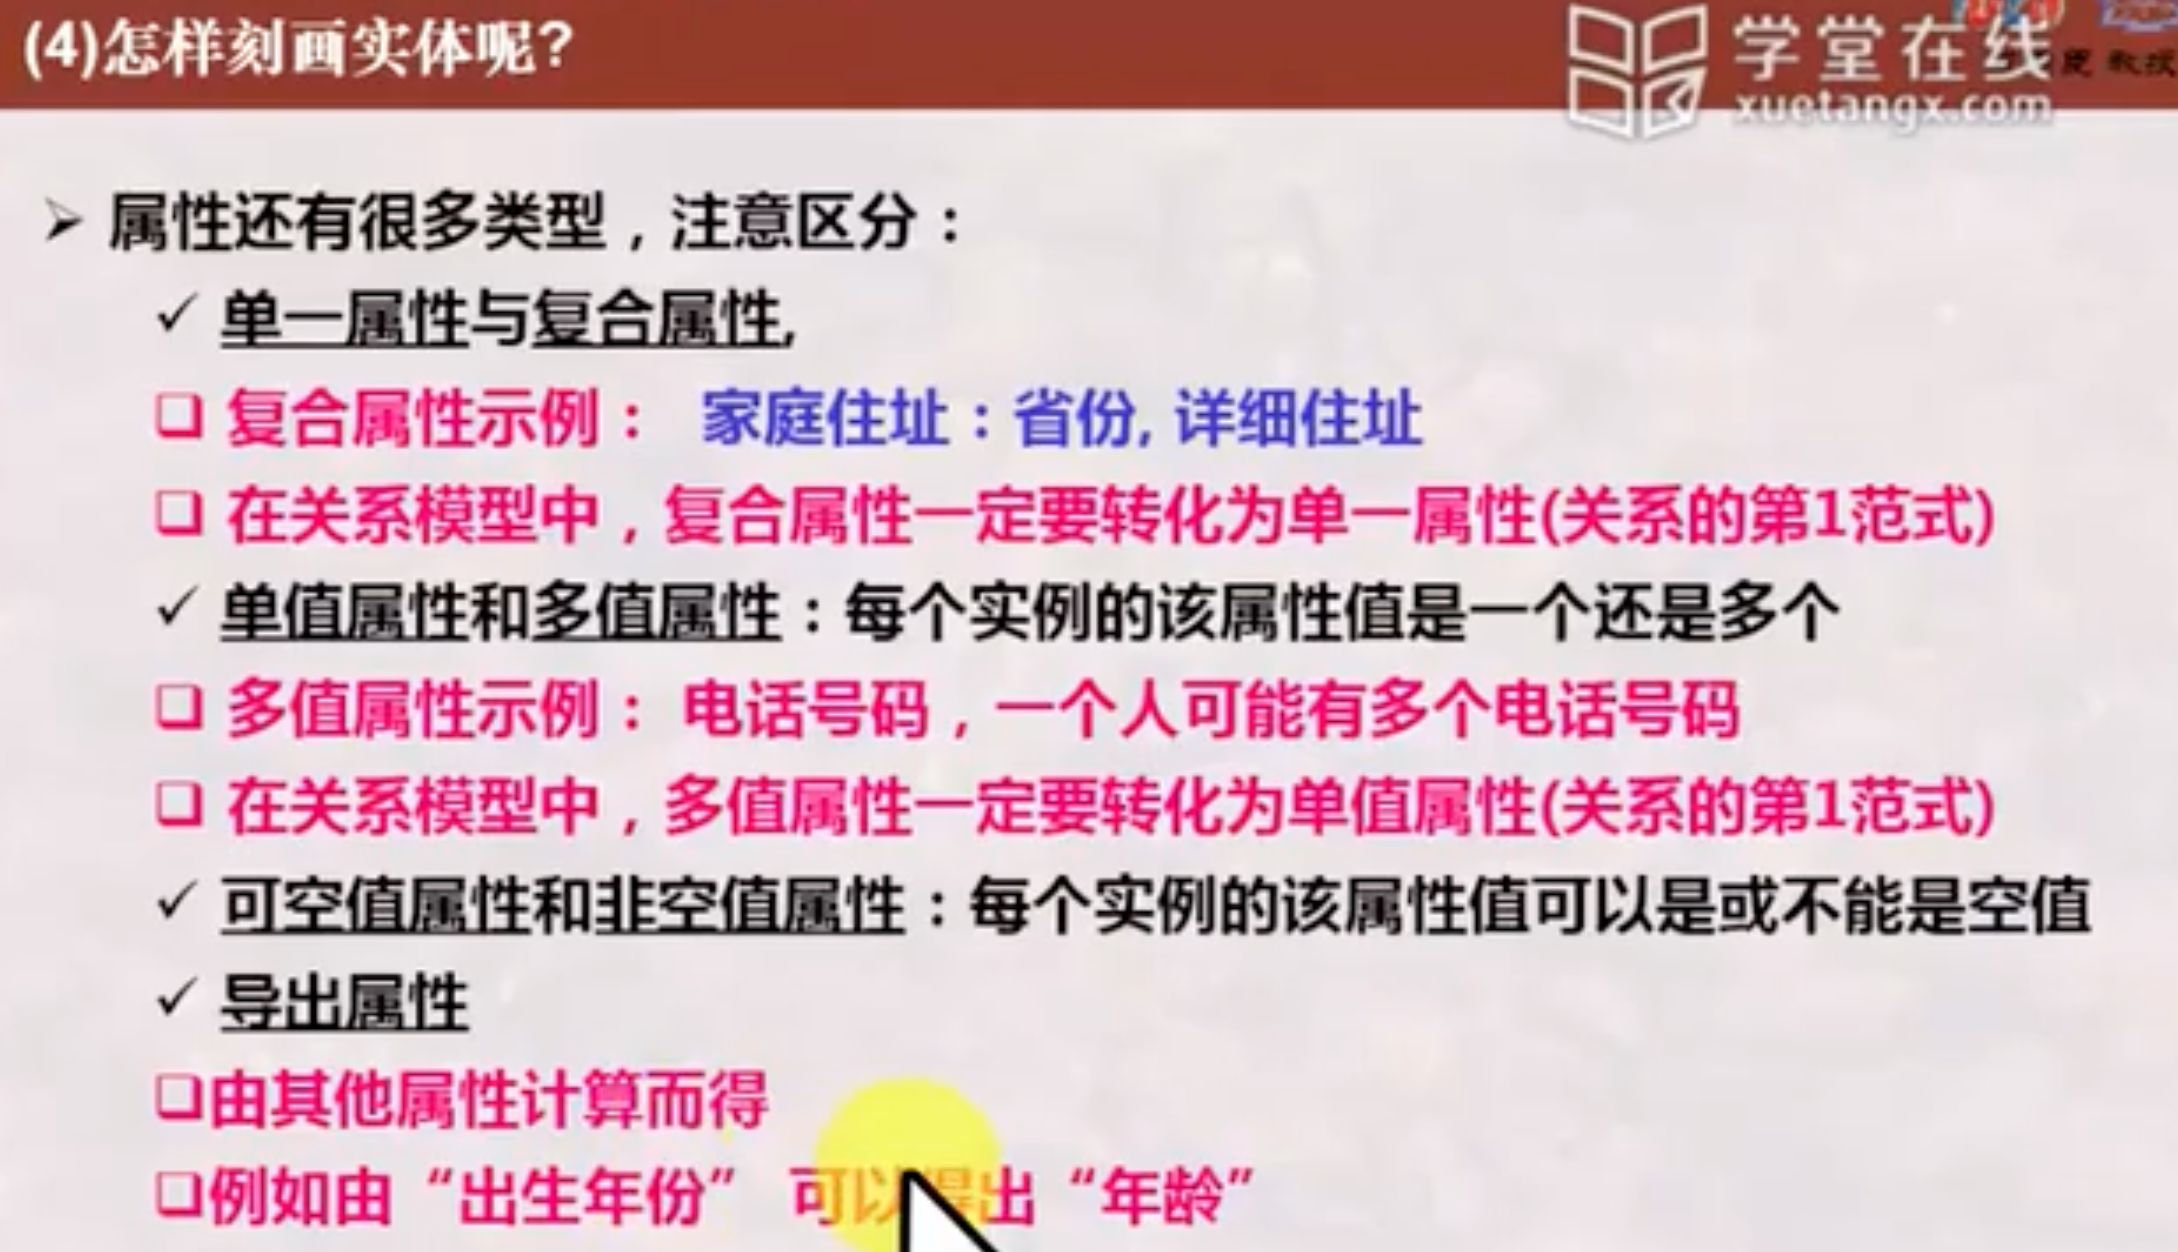 (4)怎样刻画实体呢?
学堂在线
xuetangx.com
教授
属性还有很多类型，注意区分：
单一属性与复合属性,
复合属性示例： 家庭住址：省份, 详细住址
在关系模型中，复合属性一定要转化为单一属性(关系的第1范式)
单值属性和多值属性：每个实例的该属性值是一个还是多个
多值属性示例： 电话号码，一个人可能有多个电话号码
在关系模型中，多值属性一定要转化为单值属性(关系的第1范式)
可空值属性和非空值属性：每个实例的该属性值可以是或不能是空值
导出属性
由其他属性计算而得
例如由“出生年份” 可以得出“年龄”